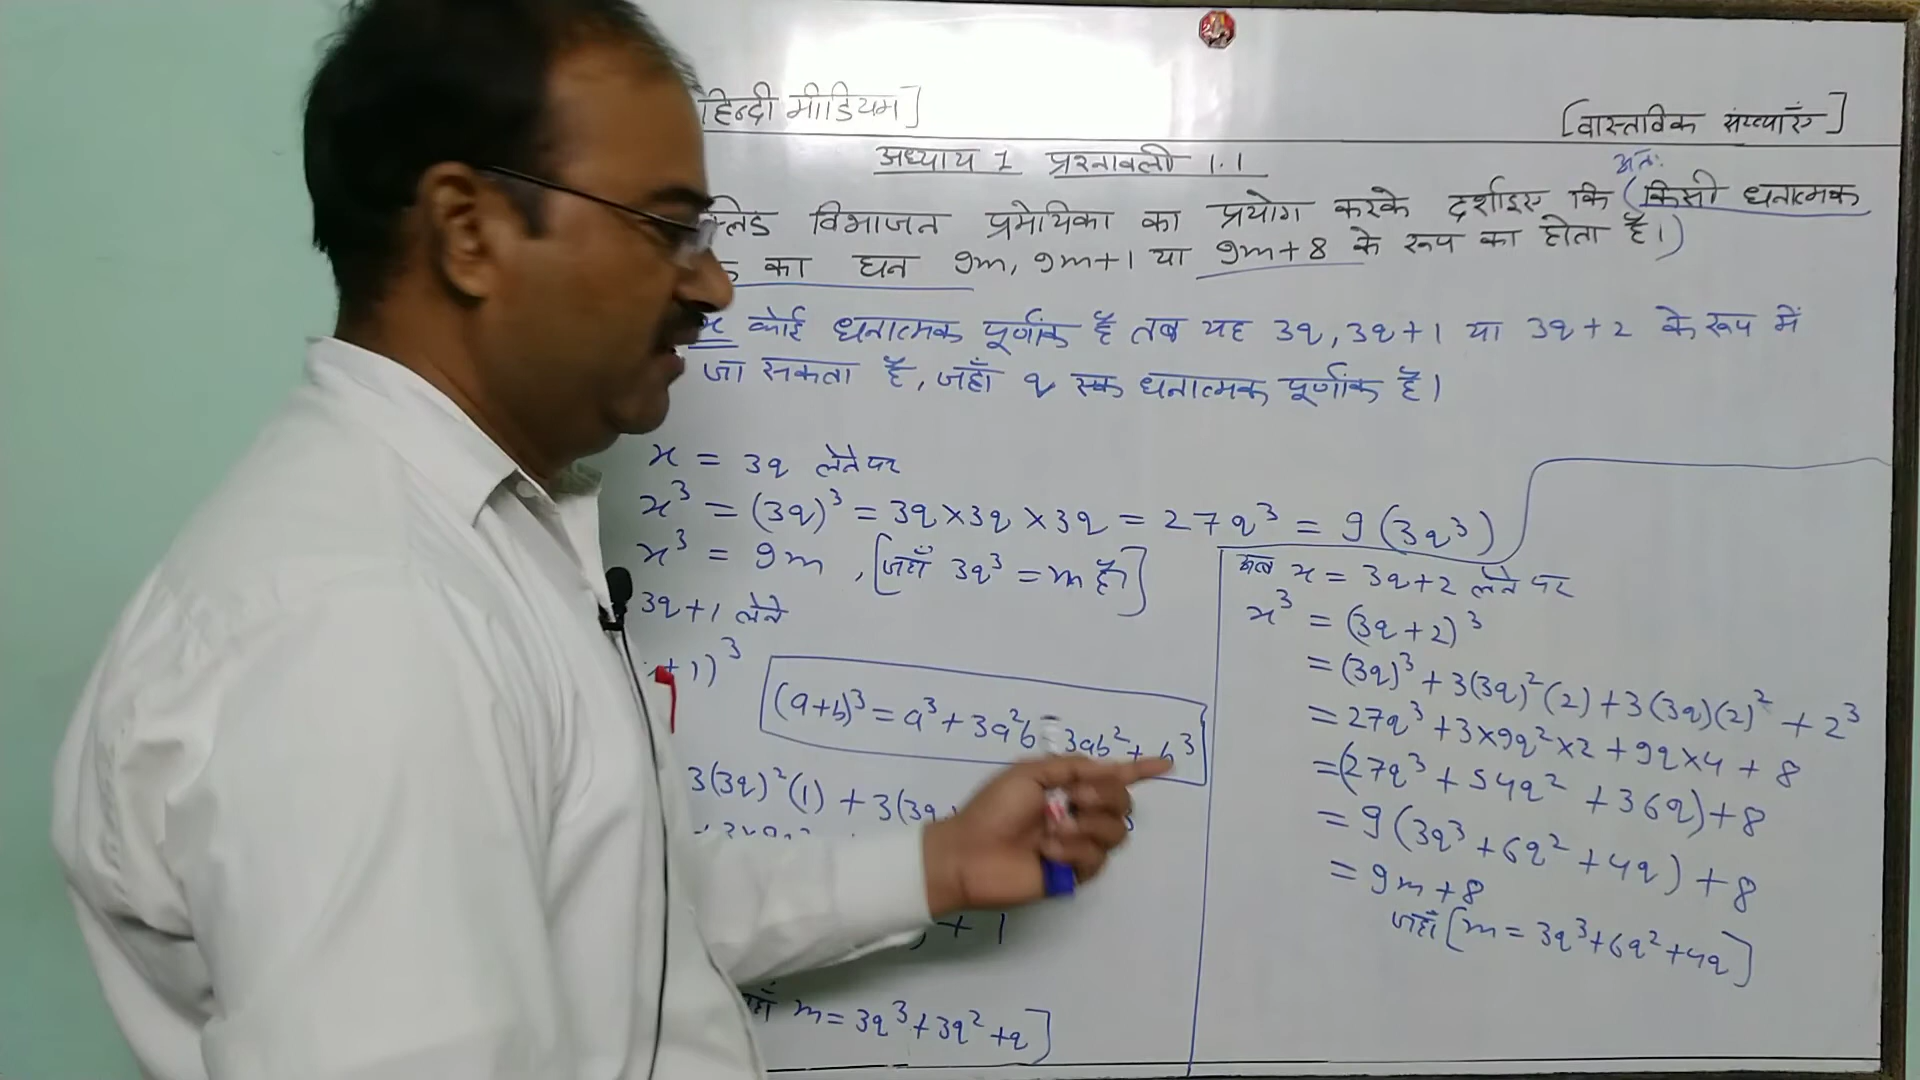 हिन्दी मीडियम]
[वास्तविक संख्याएँ]
अध्याय 1 प्रश्नावली 1.1
अतः
विभाजन प्रमेयिका का प्रयोग करके दर्शाइए कि (किसी धनात्मक
का घन 9m, 9m+1 या 9m+8 के रूप का होता है।)
x कोई धनात्मक पूर्णांक है तब यह 3q, 3q+1 या 3q+2 के रूप में
जा सकता है, जहाँ q एक धनात्मक पूर्णांक है।
x = 3q लेने पर
x³ = (3q)³ = 3q×3q×3q = 27q³ = 9(3q³)
x³ = 9m, [जहाँ 3q³ = m है]
3q+1 लेने
+1)³
(a+b)³ = a³+3a²b 3ab²+b³
3(3q)²(1) + 3(3q
+ 1
m = 3q³+3q²+q]
अब x = 3q+2 लेने पर
x³ = (3q+2)³
= (3q)³ + 3(3q)²(2) + 3(3q)(2)² + 2³
= 27q³ + 3×9q²×2 + 9q×4 + 8
= (27q³ + 54q² + 36q) + 8
= 9(3q³ + 6q² + 4q) + 8
= 9m + 8
जहाँ [m = 3q³+6q²+4q]